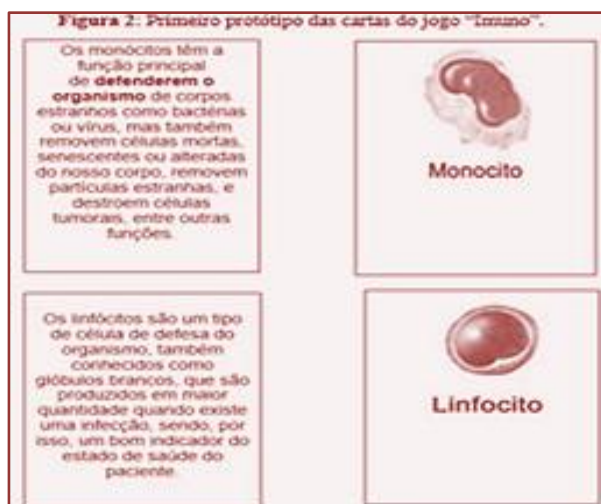 Figura 2: Primeiro protótipo das cartas do jogo "Imuno".
Os monócitos têm a
função principal
de defenderem o
organismo de corpos
estranhos como bactérias
ou vírus, mas também
removem células mortas,
senescentes ou alteradas
do nosso corpo, removem
partículas estranhas, e
destroem células
tumorais, entre outras
funções.
Monocito
Os linfócitos são um tipo
de célula de defesa do
organismo, também
conhecidos como
glóbulos brancos, que são
produzidos em maior
quantidade quando existe
uma infecção, sendo, por
isso, um bom indicador do
estado de saúde do
paciente.
Linfocito